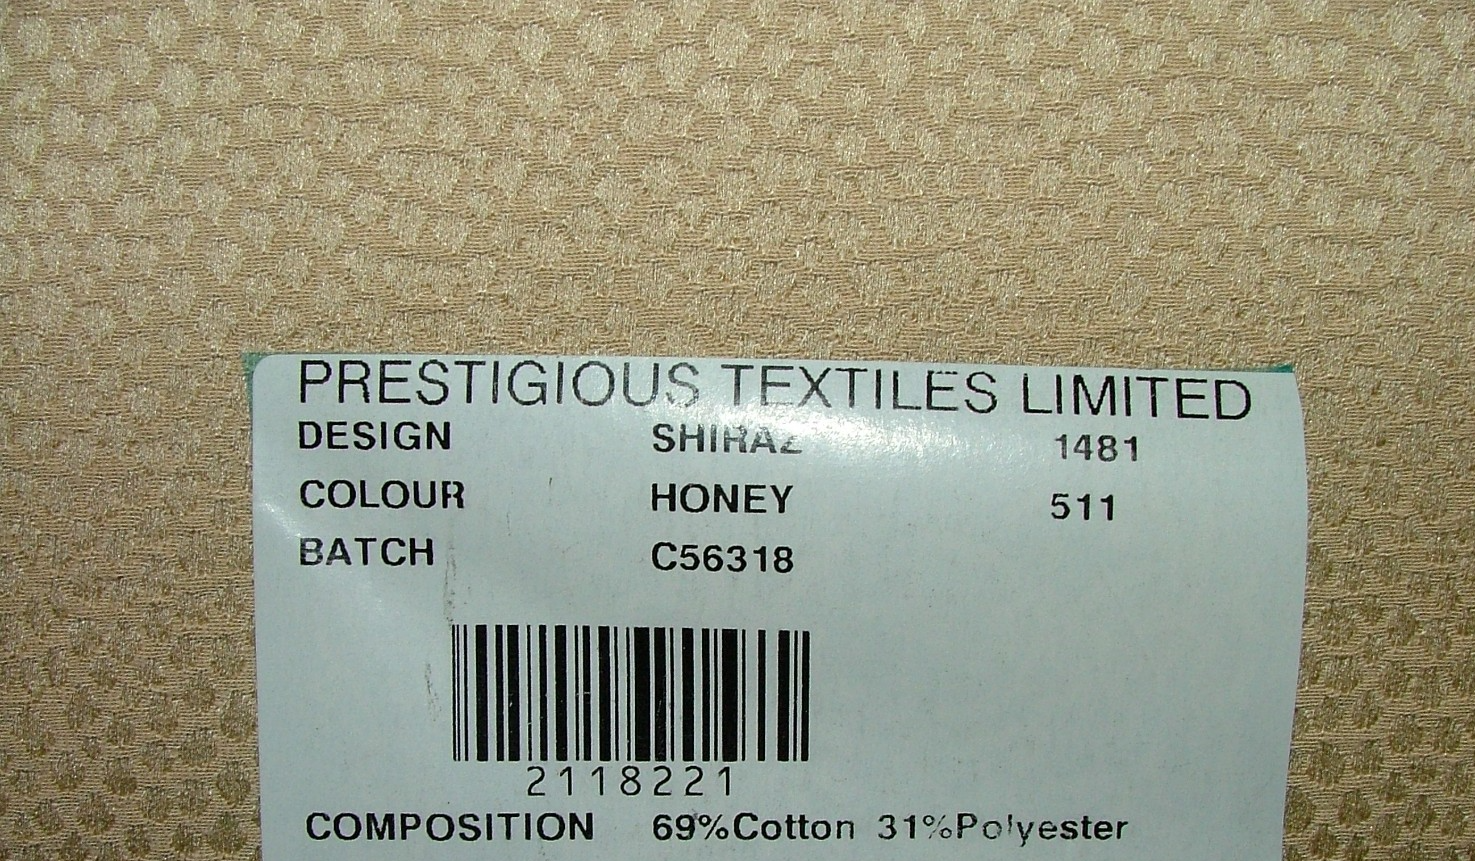 PRESTIGIOUS TEXTILES LIMITED
DESIGN SHIRAZ 1481
COLOUR HONEY 511
BATCH C56318
2118221
COMPOSITION 69%Cotton 31%Polyester